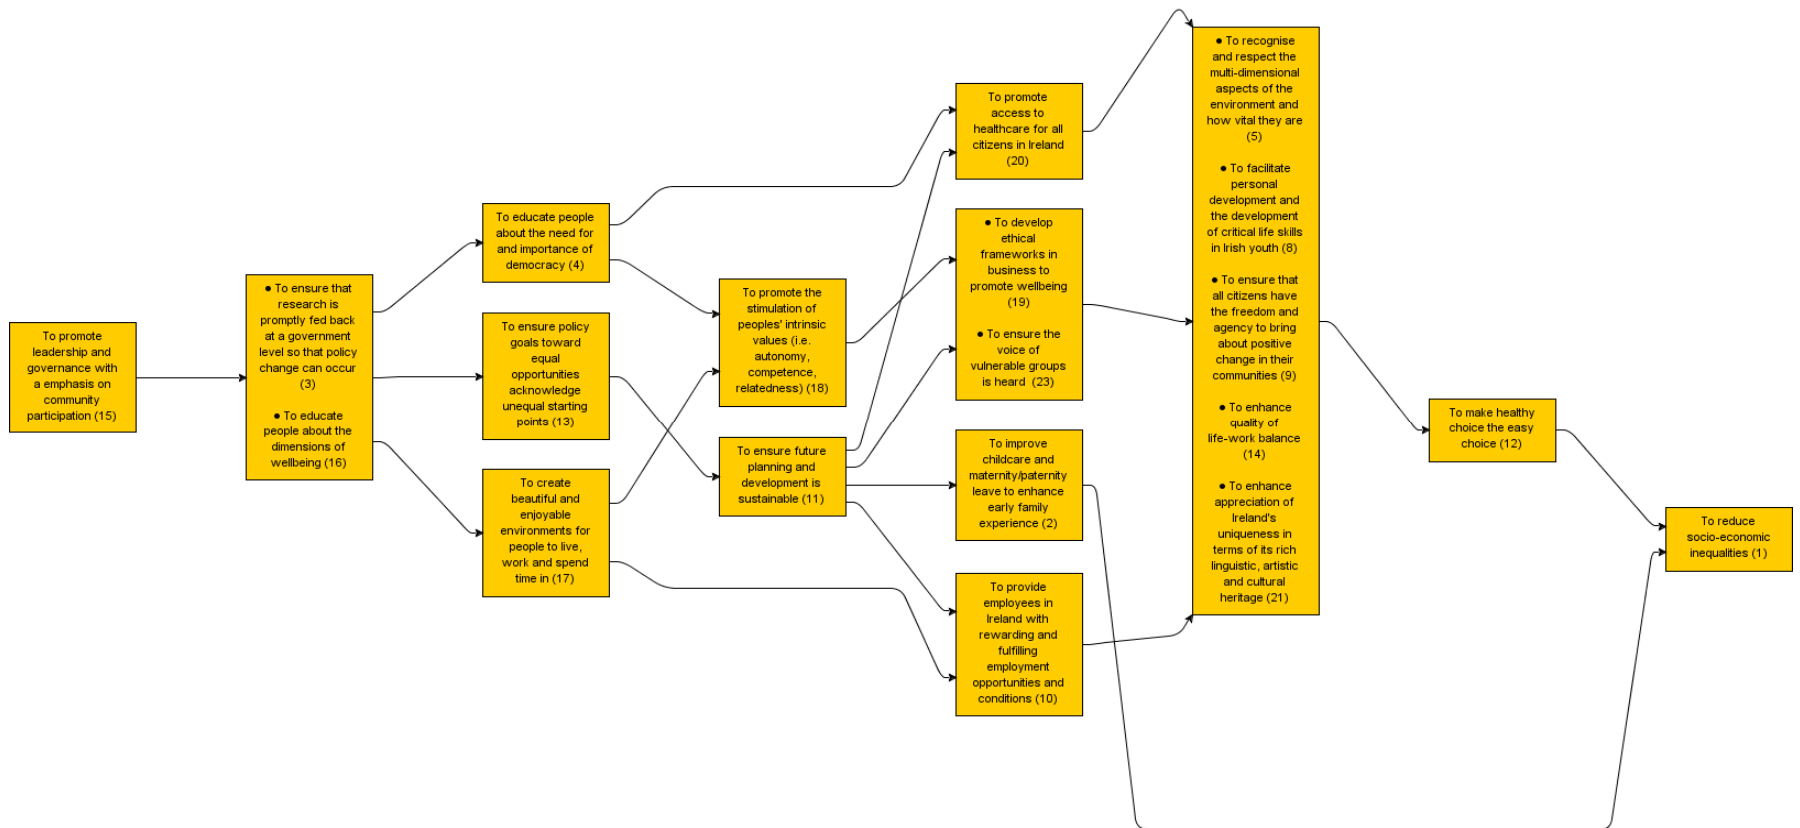 To promote
leadership and
governance with
a emphasis on
community
participation (15)
● To ensure that
research is
promptly fed back
at a government
level so that policy
change can occur
(3)
● To educate
people about the
dimensions of
wellbeing (16)
To educate people
about the need for
and importance of
democracy (4)
To ensure policy
goals toward
equal
opportunities
acknowledge
unequal starting
points (13)
To create
beautiful and
enjoyable
environments for
people to live,
work and spend
time in (17)
To promote the
stimulation of
peoples' intrinsic
values (i.e.
autonomy,
competence,
relatedness) (18)
To ensure future
planning and
development is
sustainable (11)
To promote
access to
healthcare for all
citizens in Ireland
(20)
● To develop
ethical
frameworks in
business to
promote wellbeing
(19)
● To ensure the
voice of
vulnerable groups
is heard (23)
To improve
childcare and
maternity/paternity
leave to enhance
early family
experience (2)
To provide
employees in
Ireland with
rewarding and
fulfilling
employment
opportunities and
conditions (10)
● To recognise
and respect the
multi-dimensional
aspects of the
environment and
how vital they are
(5)
● To facilitate
personal
development and
the development
of critical life skills
in Irish youth (8)
● To ensure that
all citizens have
the freedom and
agency to bring
about positive
change in their
communities (9)
● To enhance
quality of
life-work balance
(14)
● To enhance
appreciation of
Ireland's
uniqueness in
terms of its rich
linguistic, artistic
and cultural
heritage (21)
To make healthy
choice the easy
choice (12)
To reduce
socio-economic
inequalities (1)